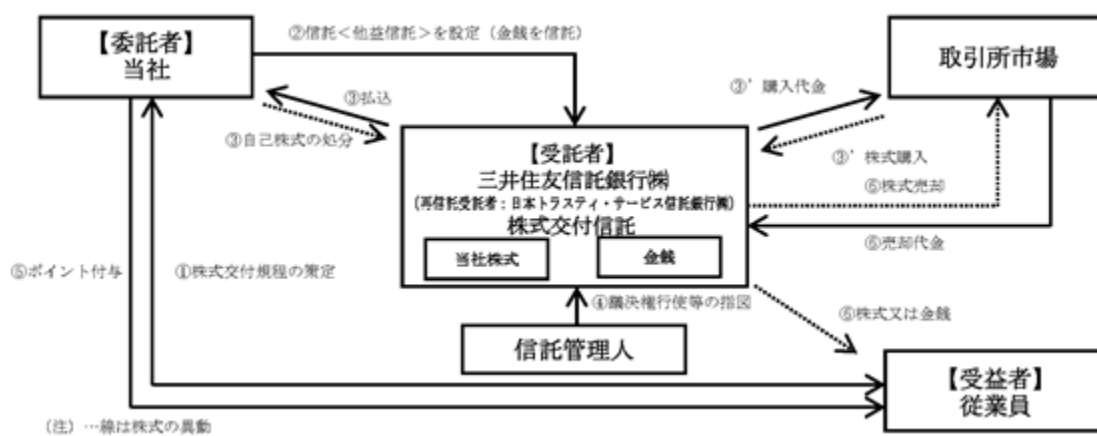 【委託者】
当社
②信託<他益信託>を設定（金銭を信託）
取引所市場
③払込
③’購入代金
③自己株式の処分
【受託者】
三井住友信託銀行㈱
(再信託受託者：日本トラスティ・サービス信託銀行㈱)
株式交付信託
③’株式購入
⑥株式売却
当社株式
金銭
⑥売却代金
⑤ポイント付与
①株式交付規程の策定
④議決権行使等の指図
⑥株式又は金銭
信託管理人
【受益者】
従業員
（注）…線は株式の異動